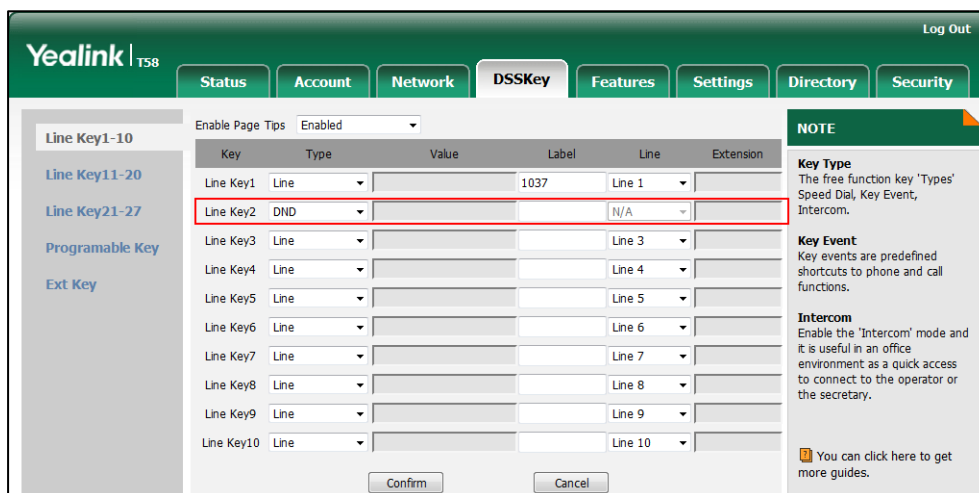 Log Out
Yealink | T58
Status Account Network DSSKey Features Settings Directory Security
Line Key1-10
Line Key11-20
Line Key21-27
Programable Key
Ext Key
Enable Page Tips Enabled
Key Type Value Label Line Extension
Line Key1 Line 1037 Line 1
Line Key2 DND N/A
Line Key3 Line Line 3
Line Key4 Line Line 4
Line Key5 Line Line 5
Line Key6 Line Line 6
Line Key7 Line Line 7
Line Key8 Line Line 8
Line Key9 Line Line 9
Line Key10 Line Line 10
Confirm Cancel
NOTE
Key Type
The free function key 'Types'
Speed Dial, Key Event,
Intercom.
Key Event
Key events are predefined
shortcuts to phone and call
functions.
Intercom
Enable the 'Intercom' mode and
it is useful in an office
environment as a quick access
to connect to the operator or
the secretary.
You can click here to get
more guides.